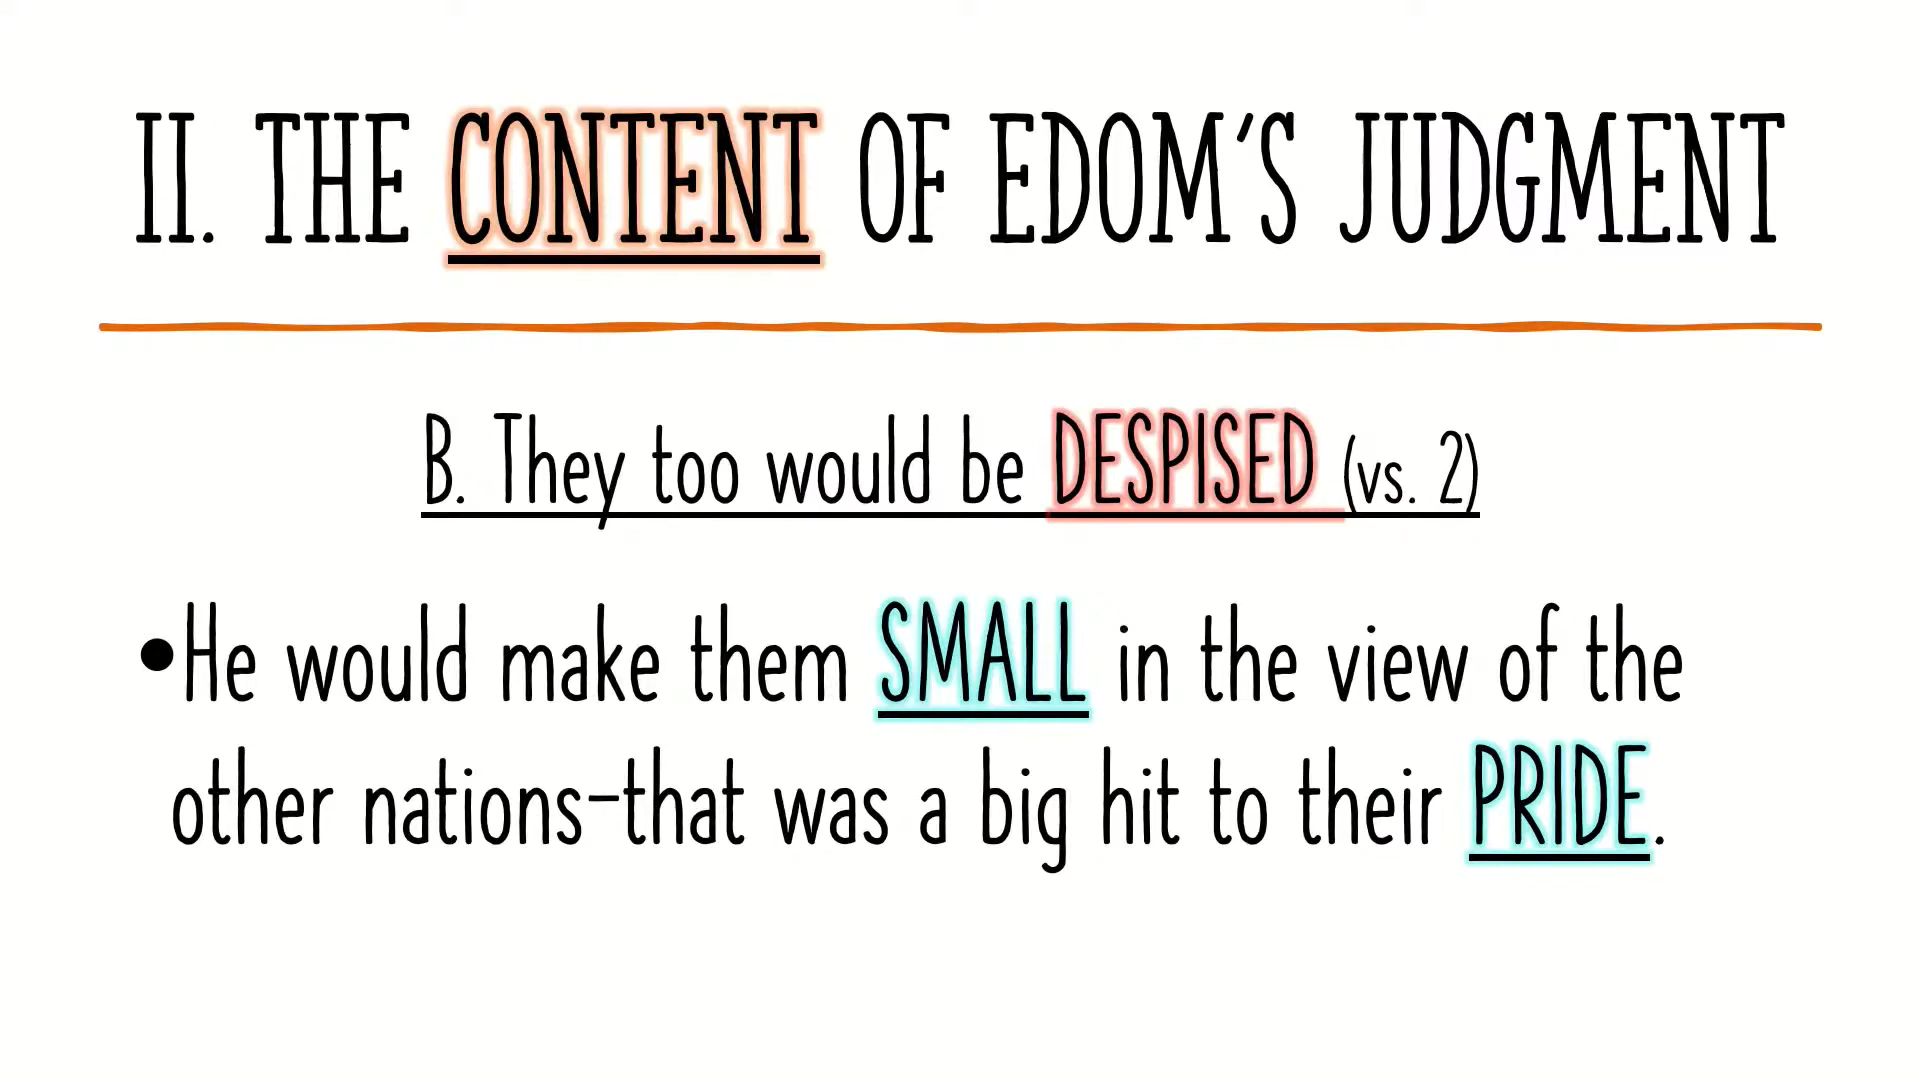 II. THE CONTENT OF EDOM'S JUDGMENT
B. They too would be DESPISED (vs. 2)
•He would make them SMALL in the view of the
other nations-that was a big hit to their PRIDE.